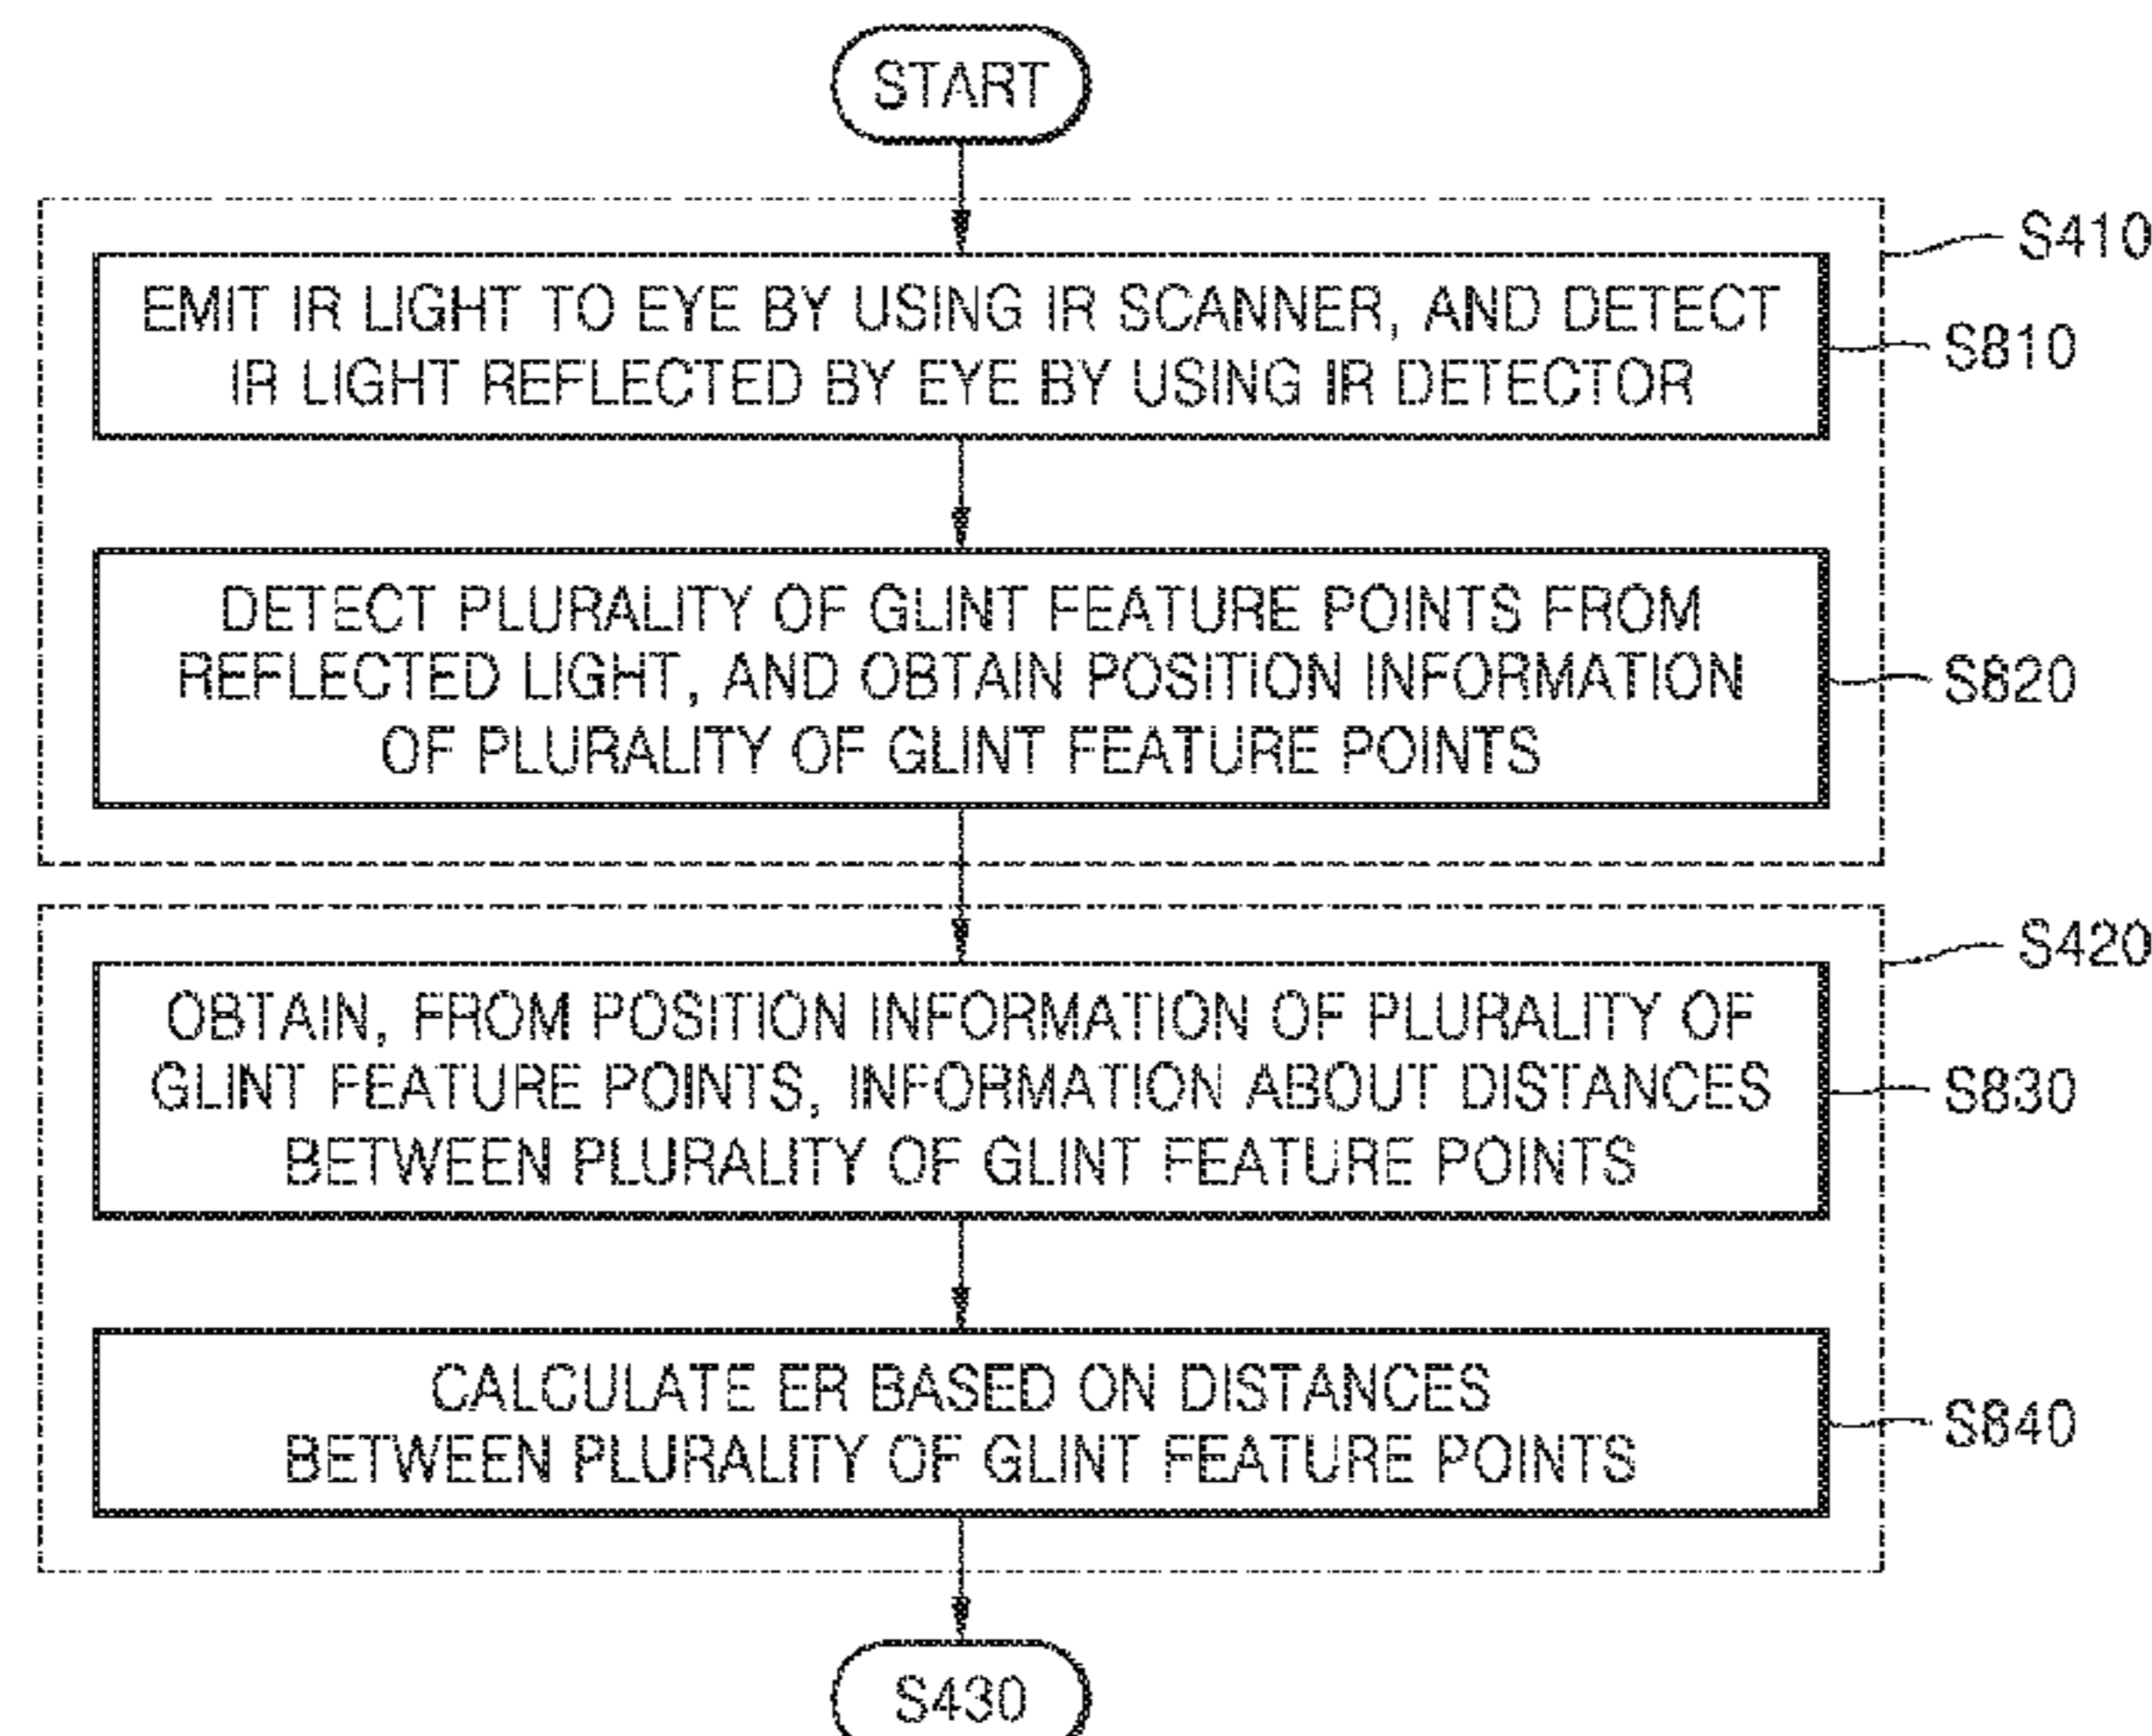 START
S410
EMIT IR LIGHT TO EYE BY USING IR SCANNER, AND DETECT
IR LIGHT REFLECTED BY EYE BY USING IR DETECTOR
S810
DETECT PLURALITY OF GLINT FEATURE POINTS FROM
REFLECTED LIGHT, AND OBTAIN POSITION INFORMATION
OF PLURALITY OF GLINT FEATURE POINTS
S820
S420
OBTAIN, FROM POSITION INFORMATION OF PLURALITY OF
GLINT FEATURE POINTS, INFORMATION ABOUT DISTANCES
BETWEEN PLURALITY OF GLINT FEATURE POINTS
S830
CALCULATE ER BASED ON DISTANCES
BETWEEN PLURALITY OF GLINT FEATURE POINTS
S840
S430